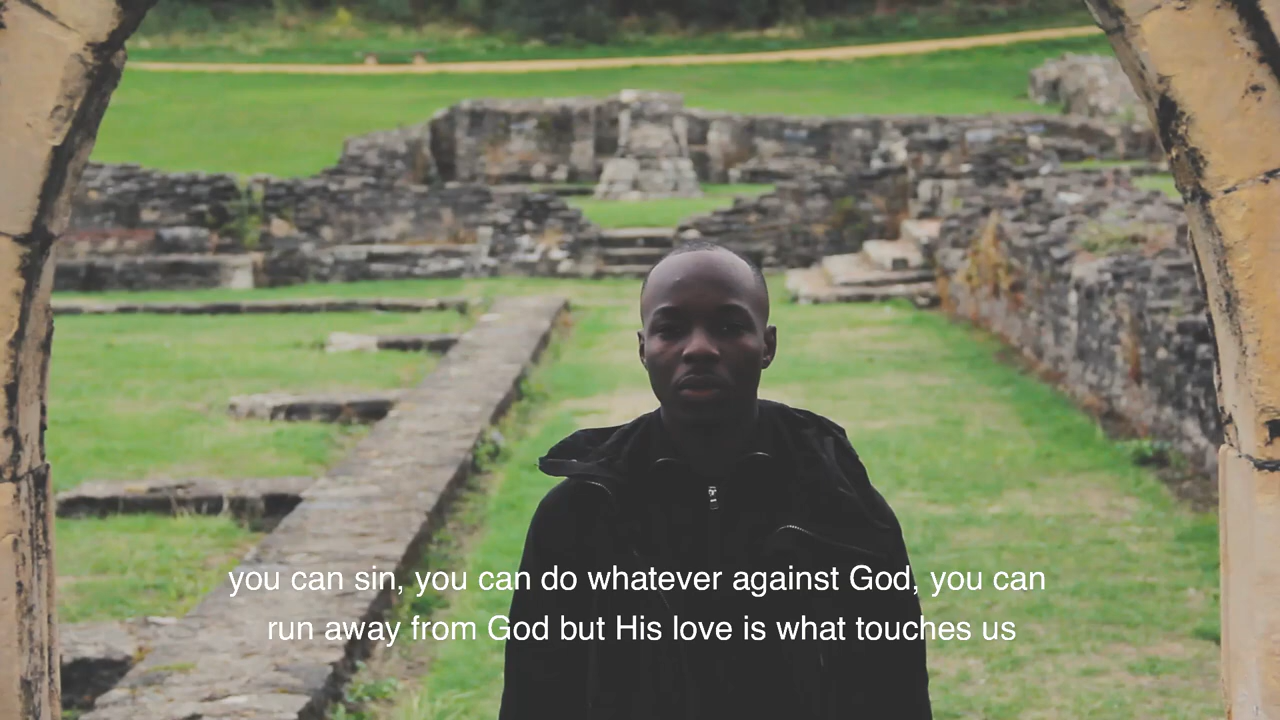 you can sin, you can do whatever against God, you can
run away from God but His love is what touches us